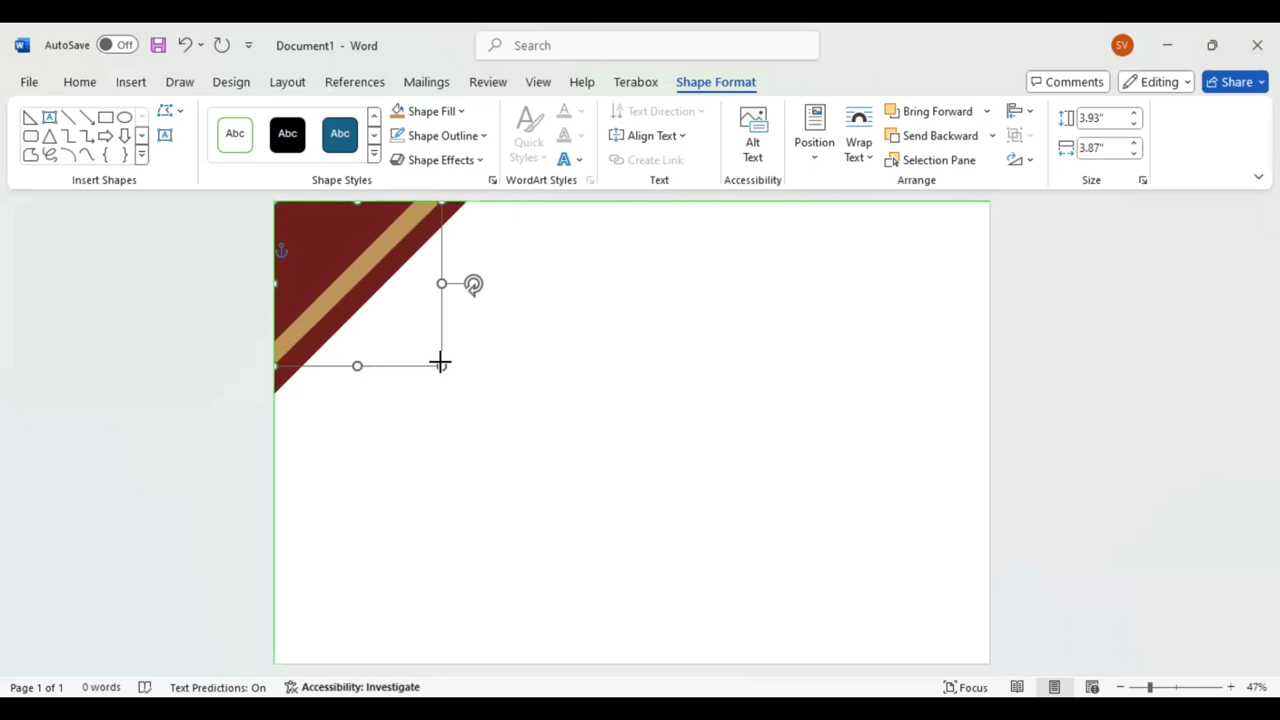 AutoSave Off Document1 - Word Search SV
File Home Insert Draw Design Layout References Mailings Review View Help Terabox Shape Format Comments Editing Share
Abc Abc Abc Shape Fill Text Direction Bring Forward 3.93"
Shape Outline Quick Styles Align Text Alt Text Position Wrap Text Send Backward
Shape Effects Create Link Selection Pane 3.87"
Insert Shapes Shape Styles WordArt Styles Text Accessibility Arrange Size
Page 1 of 1 0 words Text Predictions: On Accessibility: Investigate Focus 47%